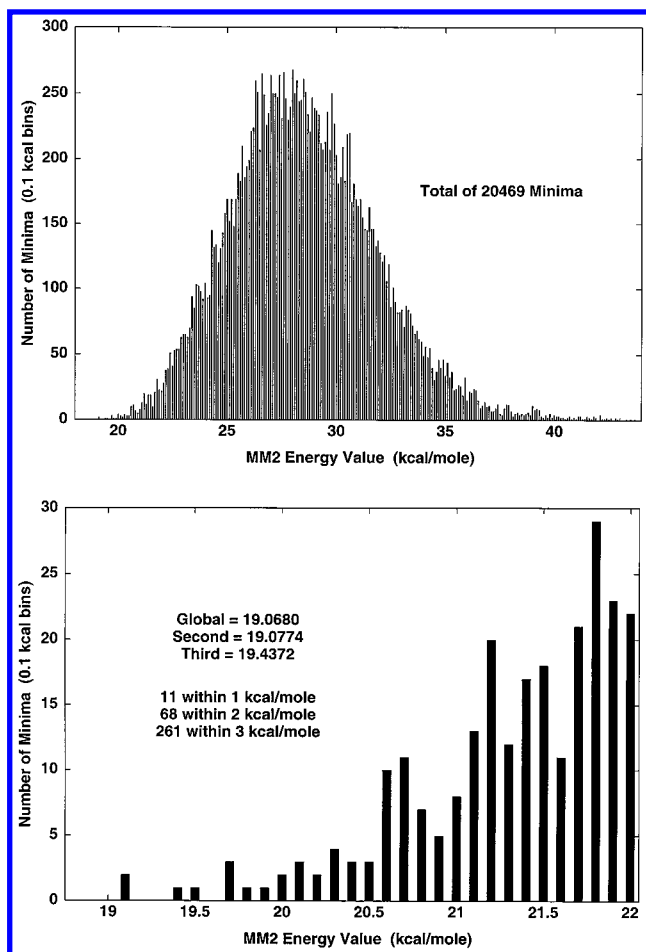 300
250
200
150
100
50
0
Number of Minima (0.1 kcal bins)
Total of 20469 Minima
20 25 30 35 40
MM2 Energy Value (kcal/mole)
30
25
20
15
10
5
0
Number of Minima (0.1 kcal bins)
Global = 19.0680
Second = 19.0774
Third = 19.4372
11 within 1 kcal/mole
68 within 2 kcal/mole
261 within 3 kcal/mole
19 19.5 20 20.5 21 21.5 22
MM2 Energy Value (kcal/mole)